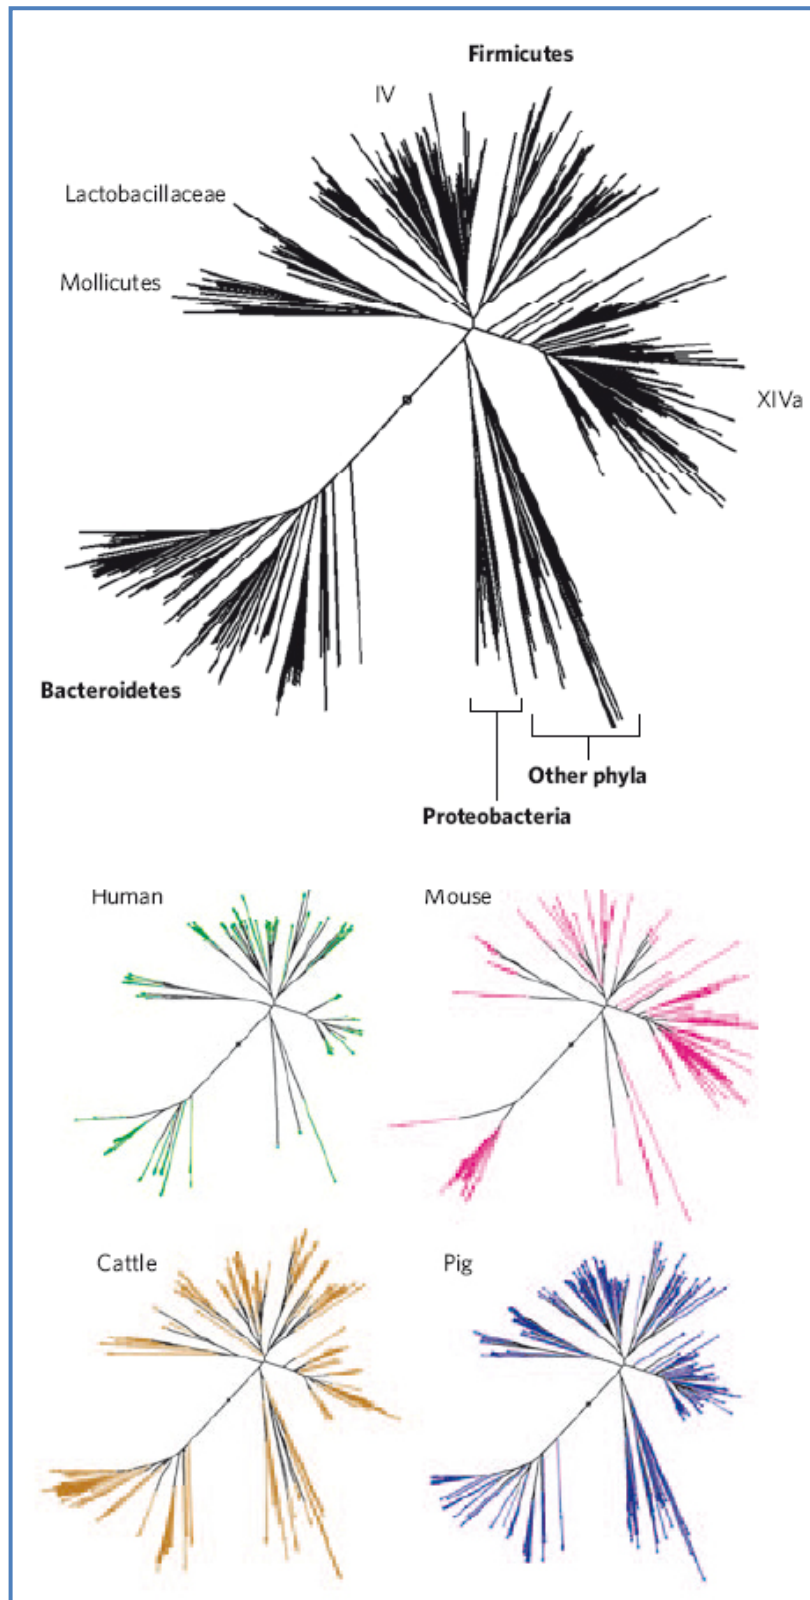 Firmicutes
IV
Lactobacillaceae
Mollicutes
XIVa
Bacteroidetes
Other phyla
Proteobacteria
Human
Mouse
Cattle
Pig